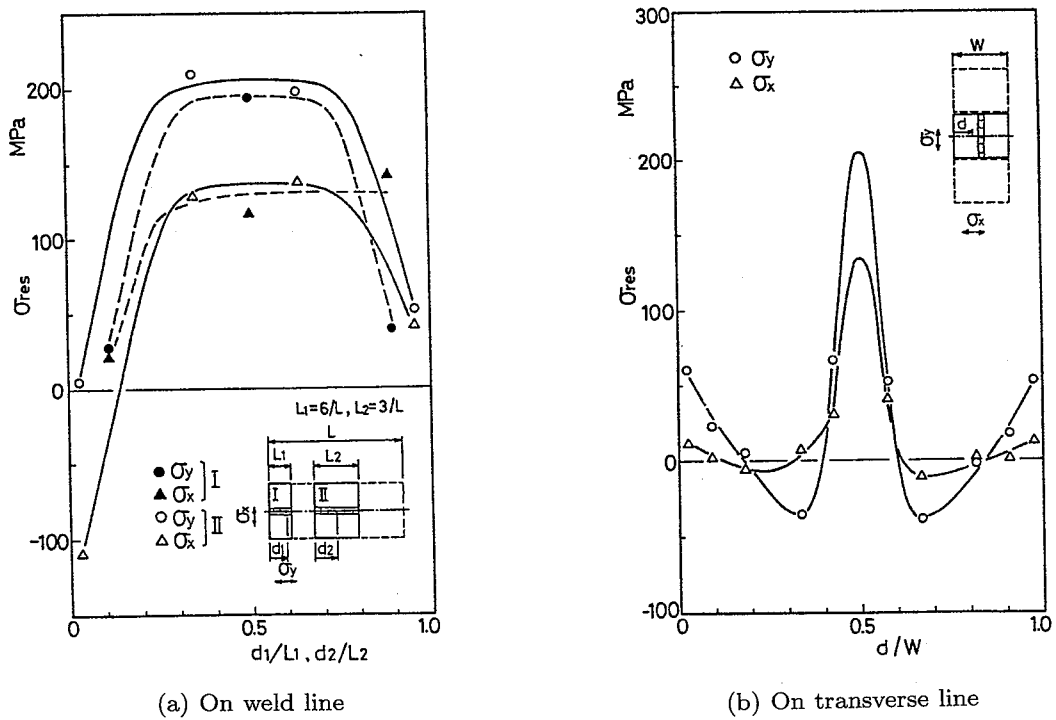 MPa
σres
200
100
0
-100
0
0.5
1.0
d1/L1 , d2/L2
L1=6/L , L2=3/L
L
L1
L2
I
II
d1
d2
σx
σy
● σy
▲ σx
} I
○ σy
△ σx
} II
(a) On weld line
MPa
σres
300
200
100
0
-100
0
0.5
1.0
d/W
○ σy
△ σx
W
d
σy
σx
(b) On transverse line